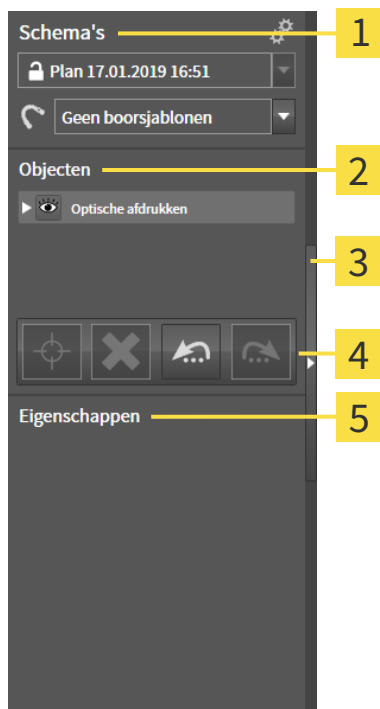 Schema's
1
Plan 17.01.2019 16:51
Geen boorsjablonen
Objecten
2
Optische afdrukken
3
4
Eigenschappen
5